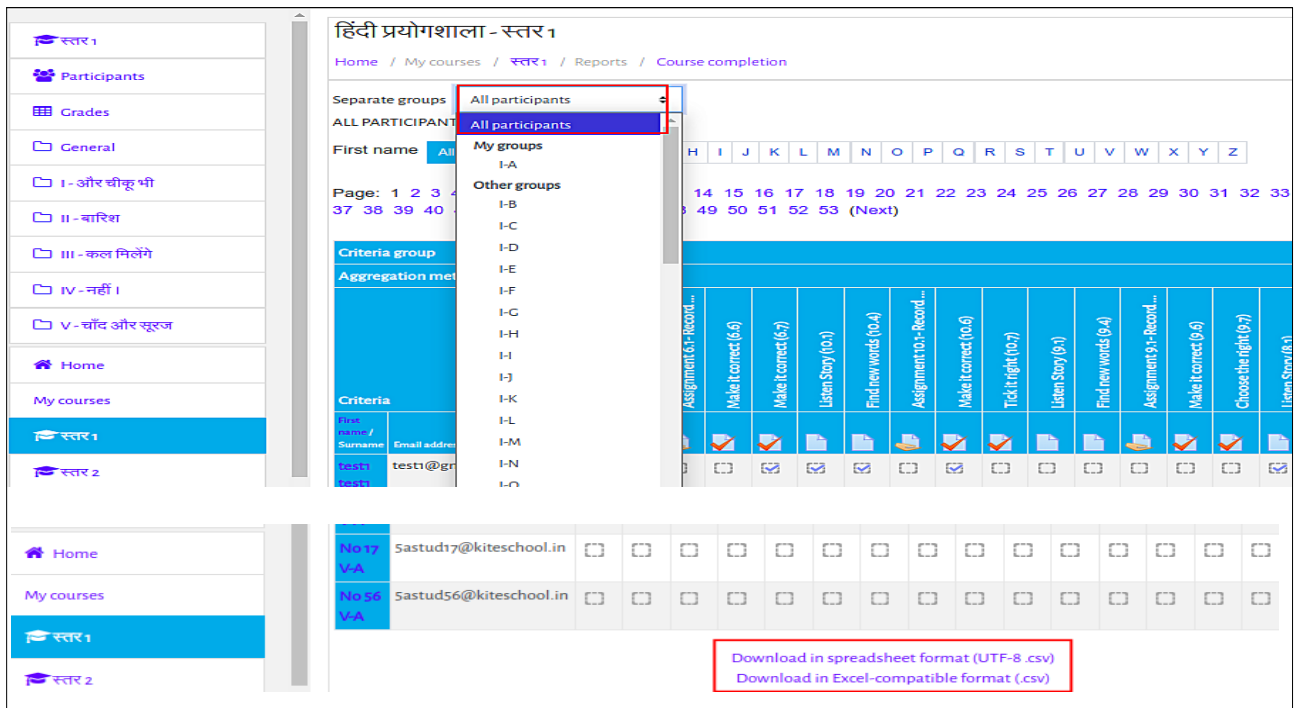 स्तर 1
Participants
Grades
General
I - और चीकू भी
II - बारिश
III - कल मिलेंगे
IV - नहीं ।
V - चाँद और सूरज
Home
My courses
स्तर 1
स्तर 2
हिंदी प्रयोगशाला - स्तर 1
Home / My courses / स्तर 1 / Reports / Course completion
Separate groups All participants
ALL PARTICIPANT
All participants
My groups
I-A
Other groups
I-B
I-C
I-D
I-E
I-F
I-G
I-H
I-I
I-J
I-K
I-L
I-M
I-N
I-O
First name All H I J K L M N O P Q R S T U V W X Y Z
Page: 1 2 3 14 15 16 17 18 19 20 21 22 23 24 25 26 27 28 29 30 31 32 33
37 38 39 40 49 50 51 52 53 (Next)
Criteria group
Aggregation met
Criteria
Assignment 6.1- Record...
Make it correct (6.6)
Make it correct (6.7)
Listen Story (10.1)
Find new words (10.4)
Assignment 10.1- Record...
Make it correct (10.6)
Tick it right (10.7)
Listen Story (9.1)
Find new words (9.4)
Assignment 9.1- Record...
Make it correct (9.6)
Choose the right (9.7)
Listen Story (8.1)
First
name /
Surname Email addre
test1 test1@gr
test1
Home
My courses
स्तर 1
स्तर 2
No 17 5astud17@kiteschool.in
V-A
No 56 5astud56@kiteschool.in
V-A
Download in spreadsheet format (UTF-8 .csv)
Download in Excel-compatible format (.csv)